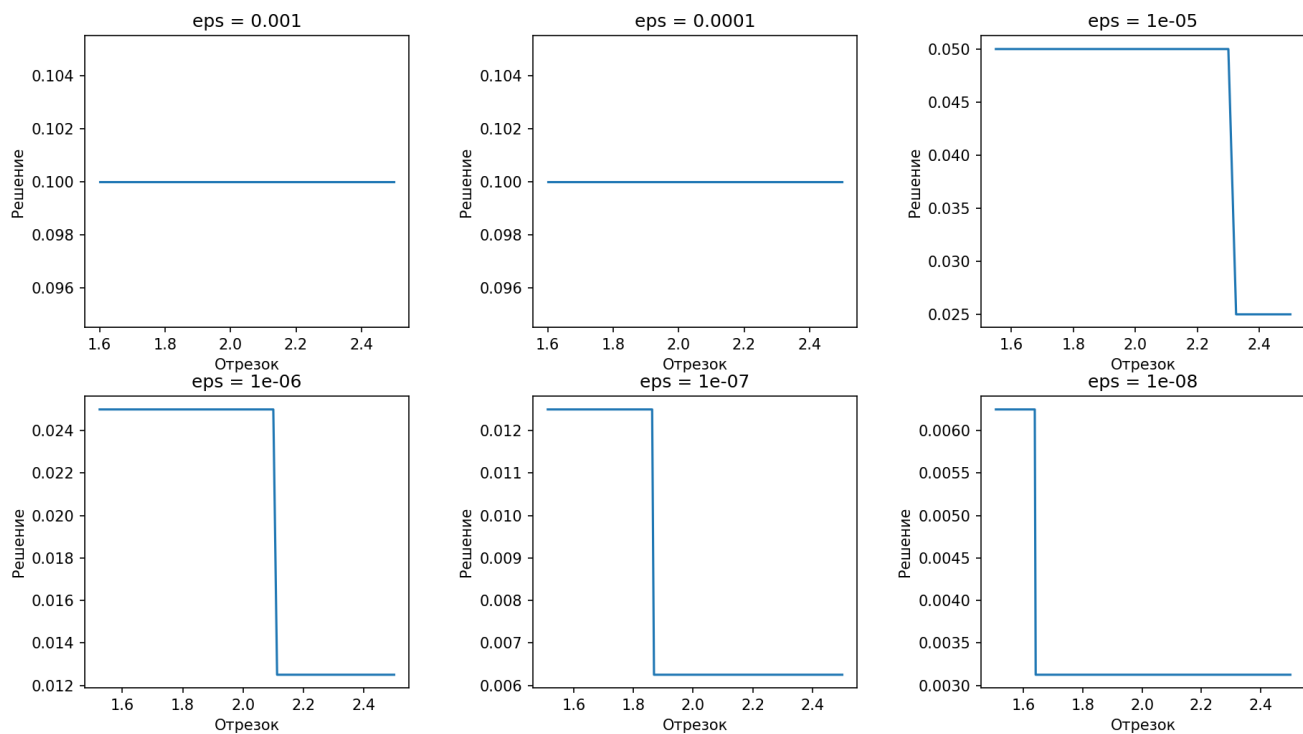 eps = 0.001
0.104
0.102
0.100
0.098
0.096
Решение
1.6 1.8 2.0 2.2 2.4
Отрезок
eps = 0.0001
0.104
0.102
0.100
0.098
0.096
Решение
1.6 1.8 2.0 2.2 2.4
Отрезок
eps = 1e-05
0.050
0.045
0.040
0.035
0.030
0.025
Решение
1.6 1.8 2.0 2.2 2.4
Отрезок
eps = 1e-06
0.024
0.022
0.020
0.018
0.016
0.014
0.012
Решение
1.6 1.8 2.0 2.2 2.4
Отрезок
eps = 1e-07
0.012
0.011
0.010
0.009
0.008
0.007
0.006
Решение
1.6 1.8 2.0 2.2 2.4
Отрезок
eps = 1e-08
0.0060
0.0055
0.0050
0.0045
0.0040
0.0035
0.0030
Решение
1.6 1.8 2.0 2.2 2.4
Отрезок